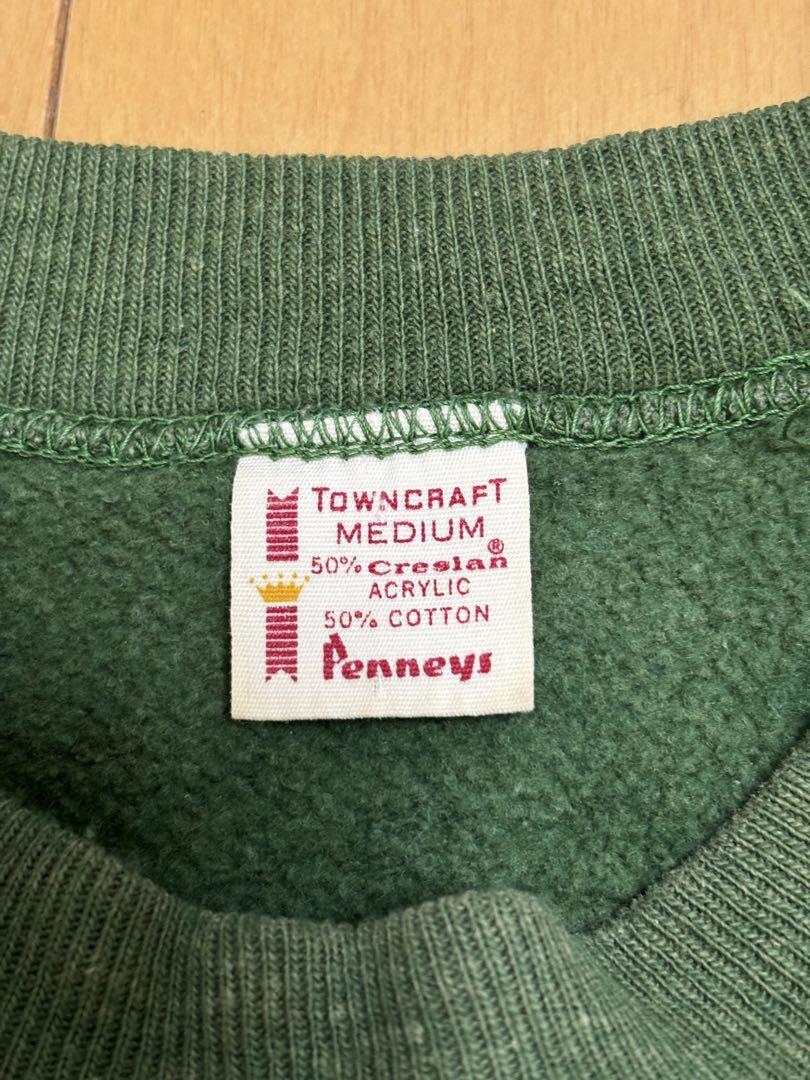 TOWNCRAFT
MEDIUM
50% Creslan®
ACRYLIC
50% COTTON
Penneys